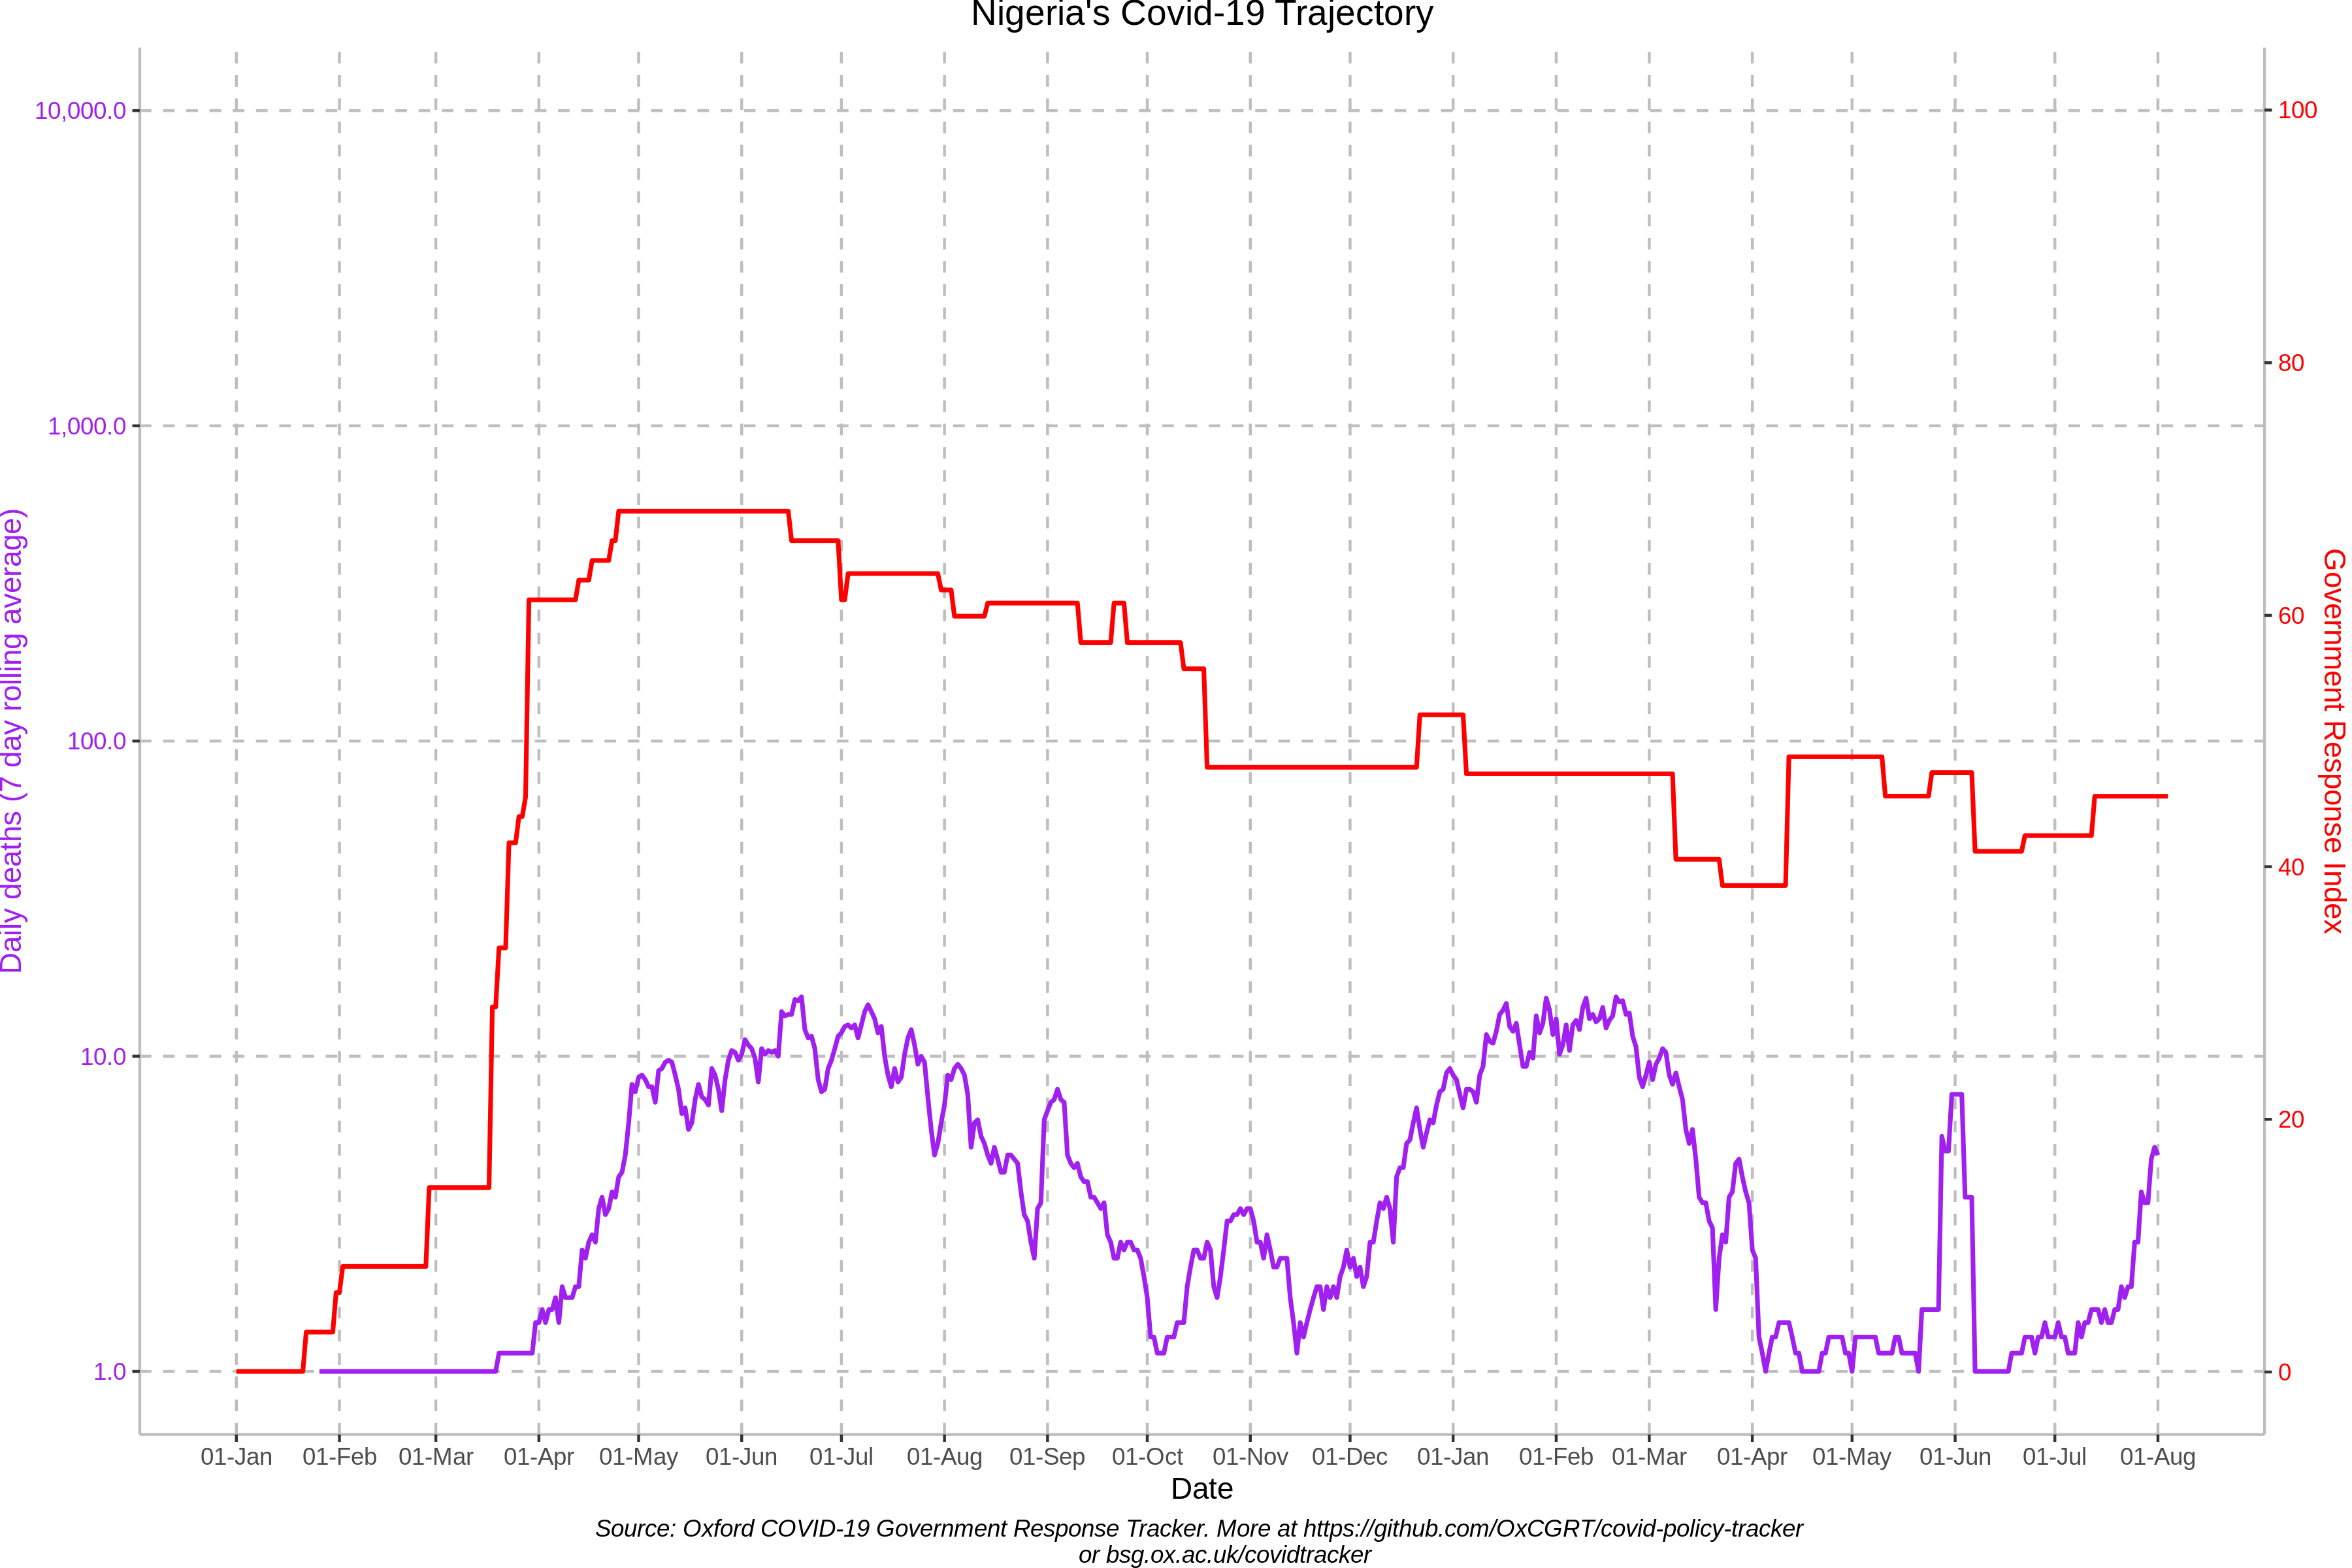 Nigeria's Covid-19 Trajectory
10,000.0
1,000.0
100.0
10.0
1.0
Daily deaths (7 day rolling average)
100
80
60
40
20
0
Government Response Index
01-Jan 01-Feb 01-Mar 01-Apr 01-May 01-Jun 01-Jul 01-Aug 01-Sep 01-Oct 01-Nov 01-Dec 01-Jan 01-Feb 01-Mar 01-Apr 01-May 01-Jun 01-Jul 01-Aug
Date
Source: Oxford COVID-19 Government Response Tracker. More at https://github.com/OxCGRT/covid-policy-tracker
or bsg.ox.ac.uk/covidtracker